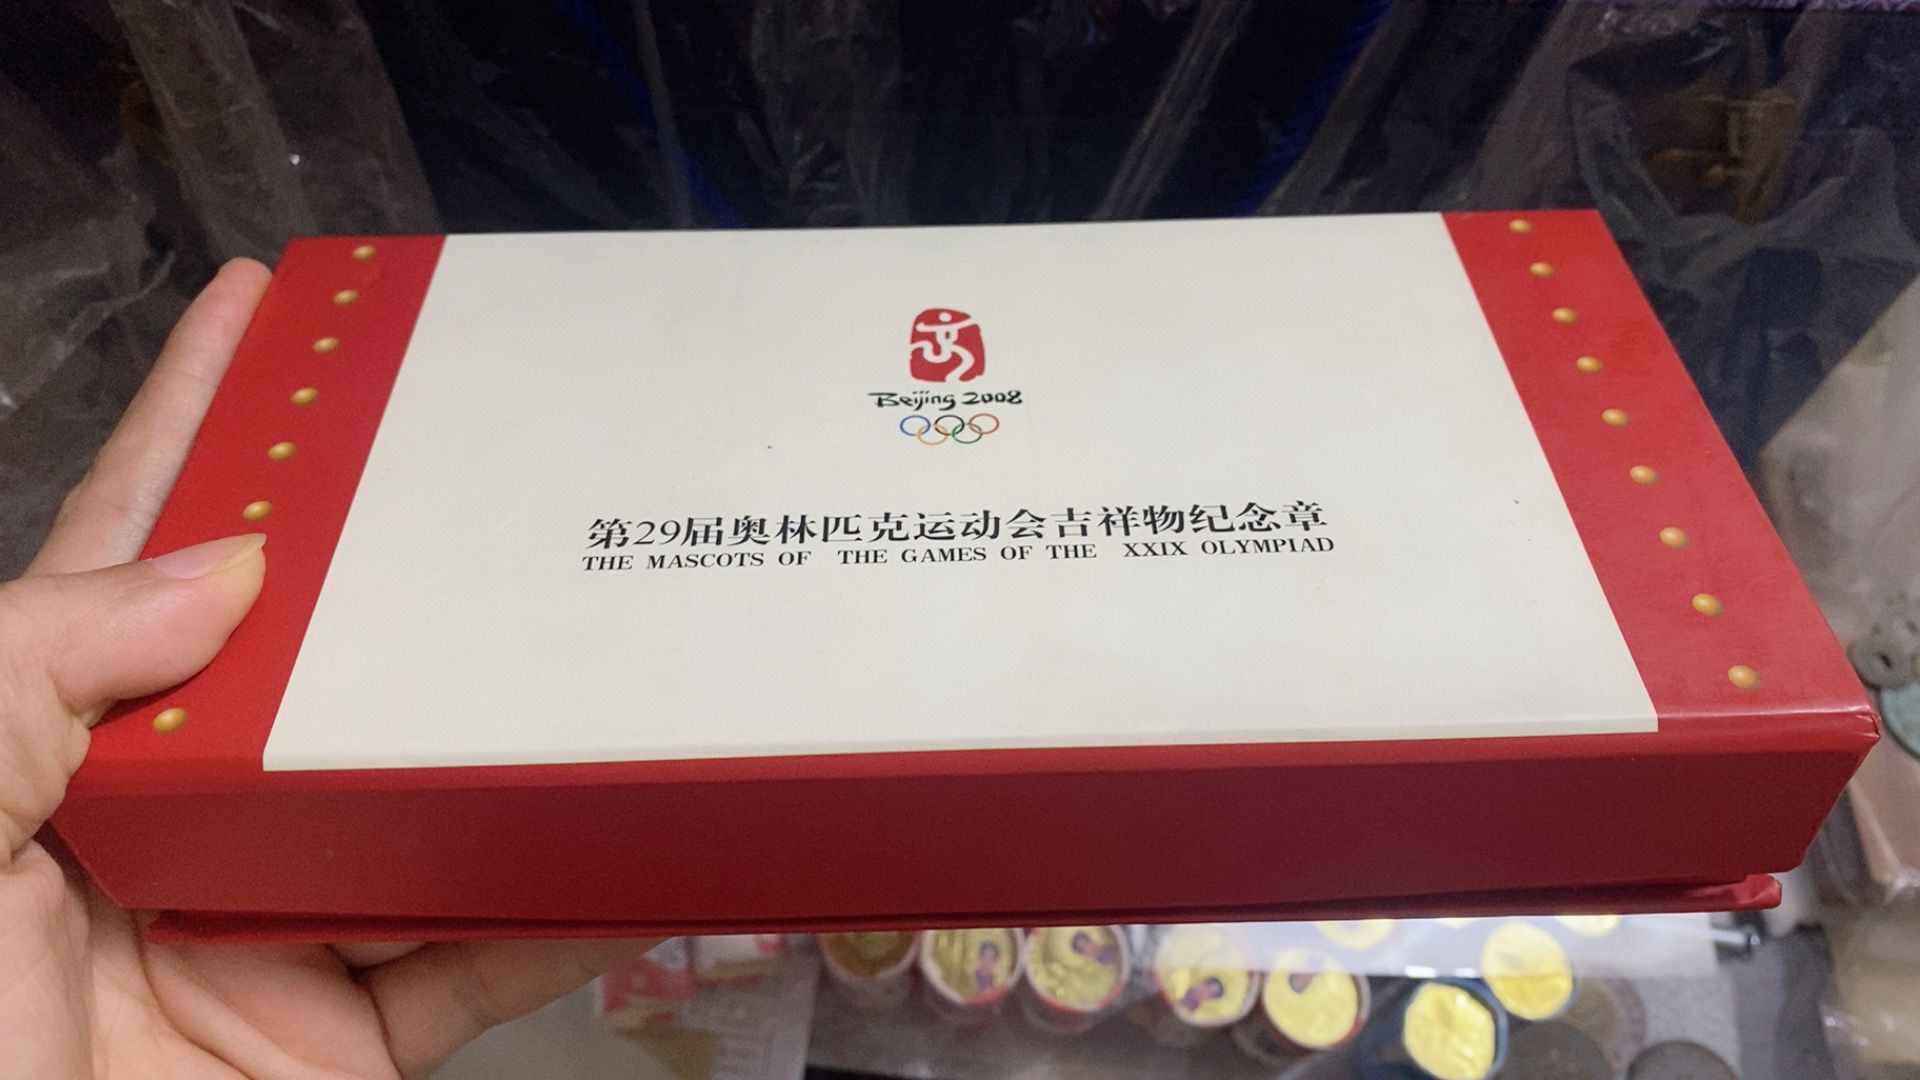 Beijing 2008
第29届奥林匹克运动会吉祥物纪念章
THE MASCOTS OF THE GAMES OF THE XXIX OLYMPIAD